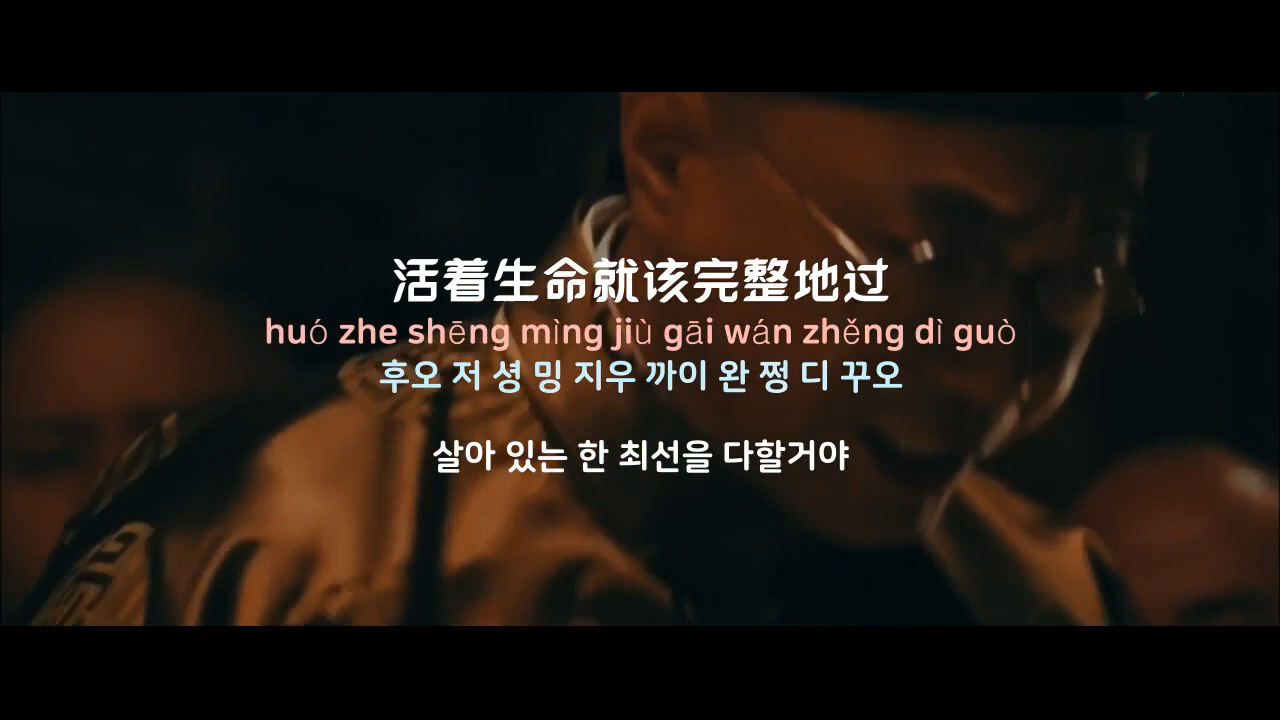 活着生命就该完整地过
huó zhe shēng mìng jiù gāi wán zhěng dì guò
후오 저 셩 밍 지우 까이 완 쩡 디 꾸오
살아 있는 한 최선을 다할거야